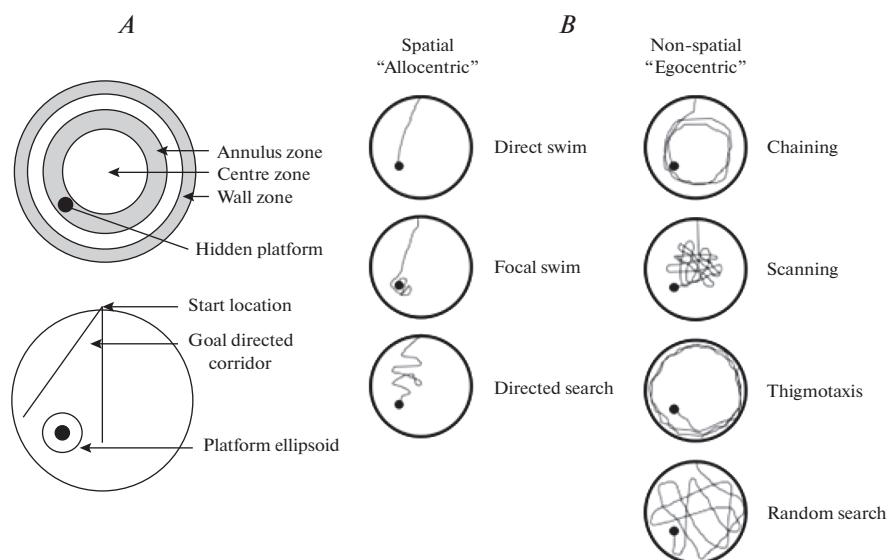 A
Annulus zone
Centre zone
Wall zone
Hidden platform
Start location
Goal directed
corridor
Platform ellipsoid
B
Spatial
“Allocentric”
Direct swim
Focal swim
Directed search
Non-spatial
“Egocentric”
Chaining
Scanning
Thigmotaxis
Random search